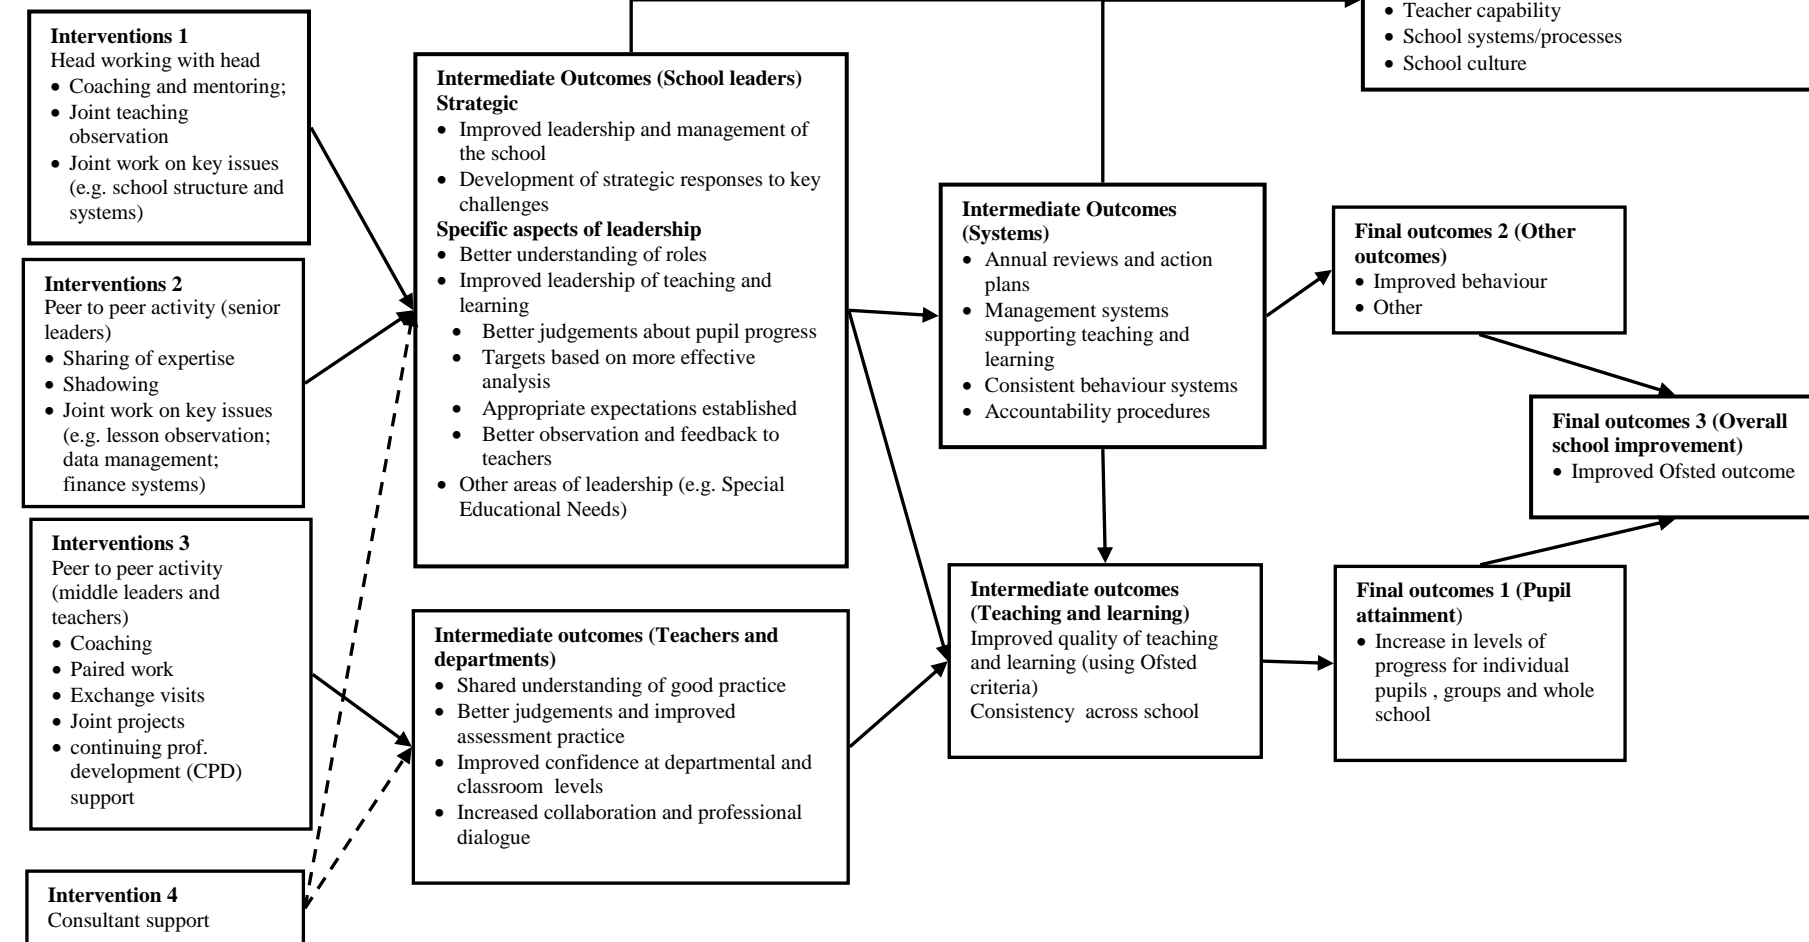 Interventions 1
Head working with head
• Coaching and mentoring;
• Joint teaching
observation
• Joint work on key issues
(e.g. school structure and
systems)
Interventions 2
Peer to peer activity (senior
leaders)
• Sharing of expertise
• Shadowing
• Joint work on key issues
(e.g. lesson observation;
data management;
finance systems)
Interventions 3
Peer to peer activity
(middle leaders and
teachers)
• Coaching
• Paired work
• Exchange visits
• Joint projects
• continuing prof.
development (CPD)
support
Intervention 4
Consultant support
Intermediate Outcomes (School leaders)
Strategic
• Improved leadership and management of
the school
• Development of strategic responses to key
challenges
Specific aspects of leadership
• Better understanding of roles
• Improved leadership of teaching and
learning
• Better judgements about pupil progress
• Targets based on more effective
analysis
• Appropriate expectations established
• Better observation and feedback to
teachers
• Other areas of leadership (e.g. Special
Educational Needs)
Intermediate outcomes (Teachers and
departments)
• Shared understanding of good practice
• Better judgements and improved
assessment practice
• Improved confidence at departmental and
classroom levels
• Increased collaboration and professional
dialogue
Intermediate Outcomes
(Systems)
• Annual reviews and action
plans
• Management systems
supporting teaching and
learning
• Consistent behaviour systems
• Accountability procedures
Intermediate outcomes
(Teaching and learning)
Improved quality of teaching
and learning (using Ofsted
criteria)
Consistency across school
• Teacher capability
• School systems/processes
• School culture
Final outcomes 2 (Other
outcomes)
• Improved behaviour
• Other
Final outcomes 3 (Overall
school improvement)
• Improved Ofsted outcome
Final outcomes 1 (Pupil
attainment)
• Increase in levels of
progress for individual
pupils , groups and whole
school